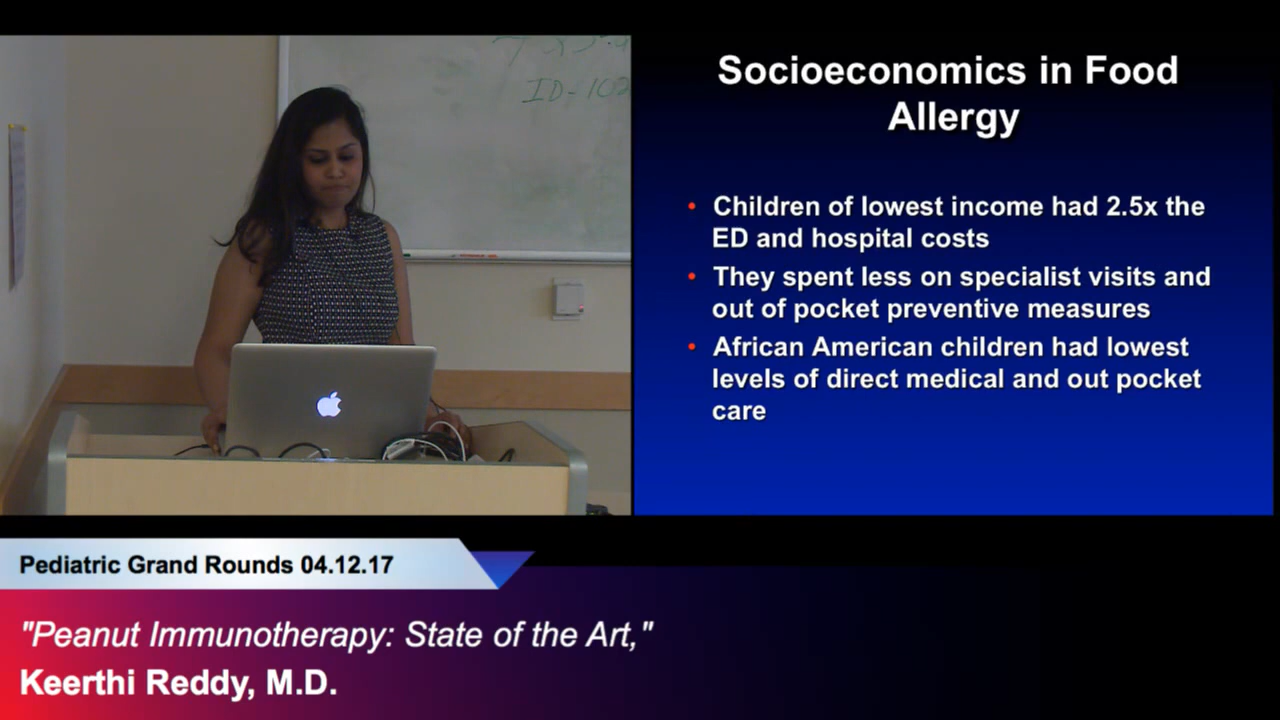 ID-102
Socioeconomics in Food
Allergy
• Children of lowest income had 2.5x the
ED and hospital costs
• They spent less on specialist visits and
out of pocket preventive measures
• African American children had lowest
levels of direct medical and out pocket
care
Pediatric Grand Rounds 04.12.17
"Peanut Immunotherapy: State of the Art,"
Keerthi Reddy, M.D.